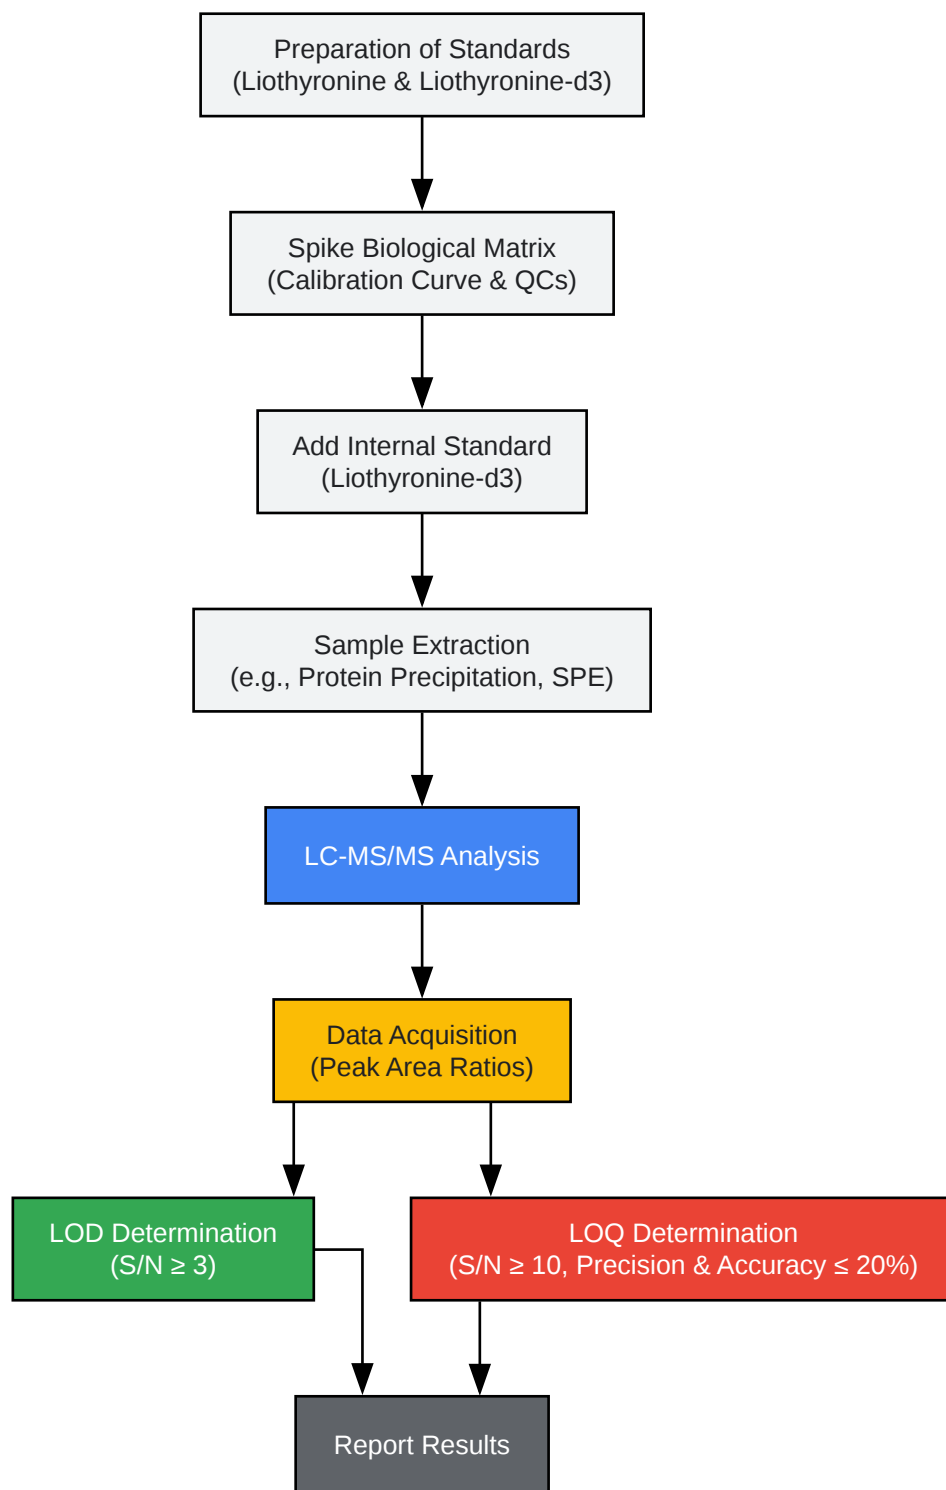 Preparation of Standards
(Liothyronine & Liothyronine-d3)
Spike Biological Matrix
(Calibration Curve & QCs)
Add Internal Standard
(Liothyronine-d3)
Sample Extraction
(e.g., Protein Precipitation, SPE)
LC-MS/MS Analysis
Data Acquisition
(Peak Area Ratios)
LOD Determination
(S/N ≥ 3)
LOQ Determination
(S/N ≥ 10, Precision & Accuracy ≤ 20%)
Report Results